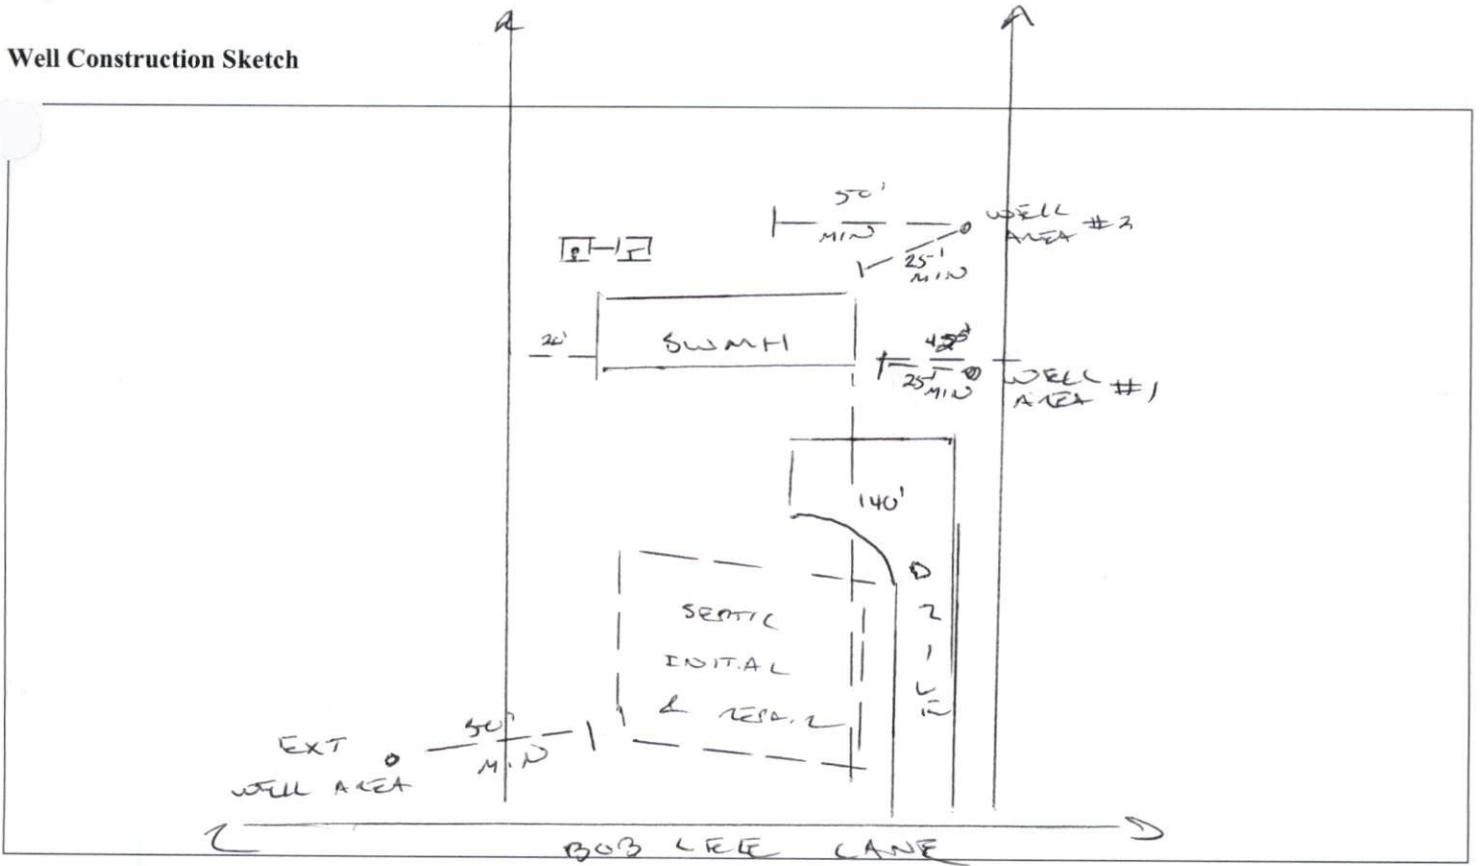 Well Construction Sketch
50'
MIN
WELL
AREA #2
25'
MIN
20'
SWMH
25'
MIN
WELL
AREA #1
140'
DRIVE
SEPTIC
INITAL
& REPAIR
50'
MIN
EXT
WELL AREA
BOB LEE LANE